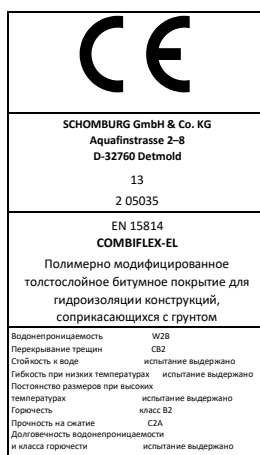 CE
SCHOMBURG GmbH & Co. KG
Aquafinstrasse 2–8
D-32760 Detmold
13
2 05035
EN 15814
COMBIFLEX-EL
Полимерно модифицированное
толстослойное битумное покрытие для
гидроизоляции конструкций,
соприкасающихся с грунтом
Водонепроницаемость W2B
Перекрывание трещин CB2
Стойкость к воде испытание выдержано
Гибкость при низких температурах испытание выдержано
Постоянство размеров при высоких
температурах испытание выдержано
Горючесть класс B2
Прочность на сжатие C2A
Долговечность водонепроницаемости
и класса горючести испытание выдержано